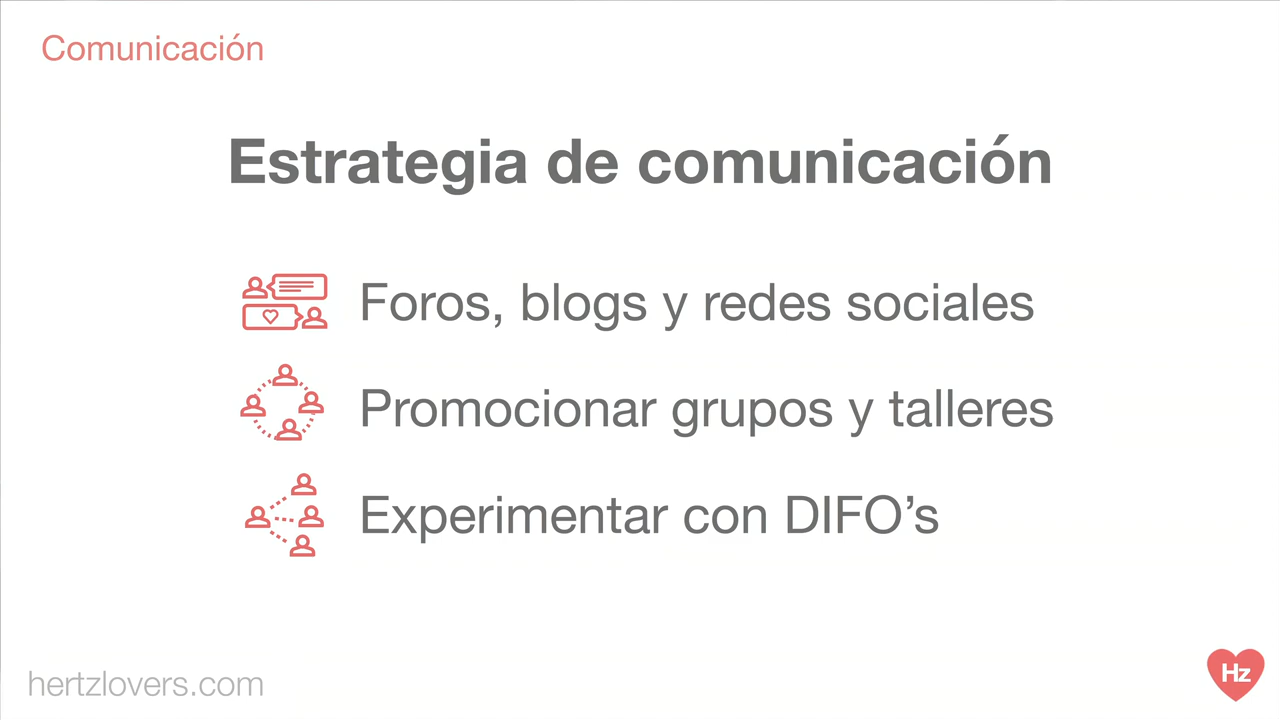 Comunicación
Estrategia de comunicación
Foros, blogs y redes sociales
Promocionar grupos y talleres
Experimentar con DIFO’s
hertzlovers.com
Hz